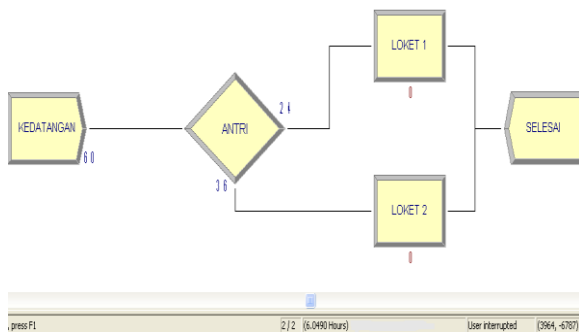 LOKET 1
0
24
KEDATANGAN
60
ANTRI
SELESAI
36
LOKET 2
0
, press F1
2 / 2
(6.0490 Hours)
User interrupted
(3964, -6787)